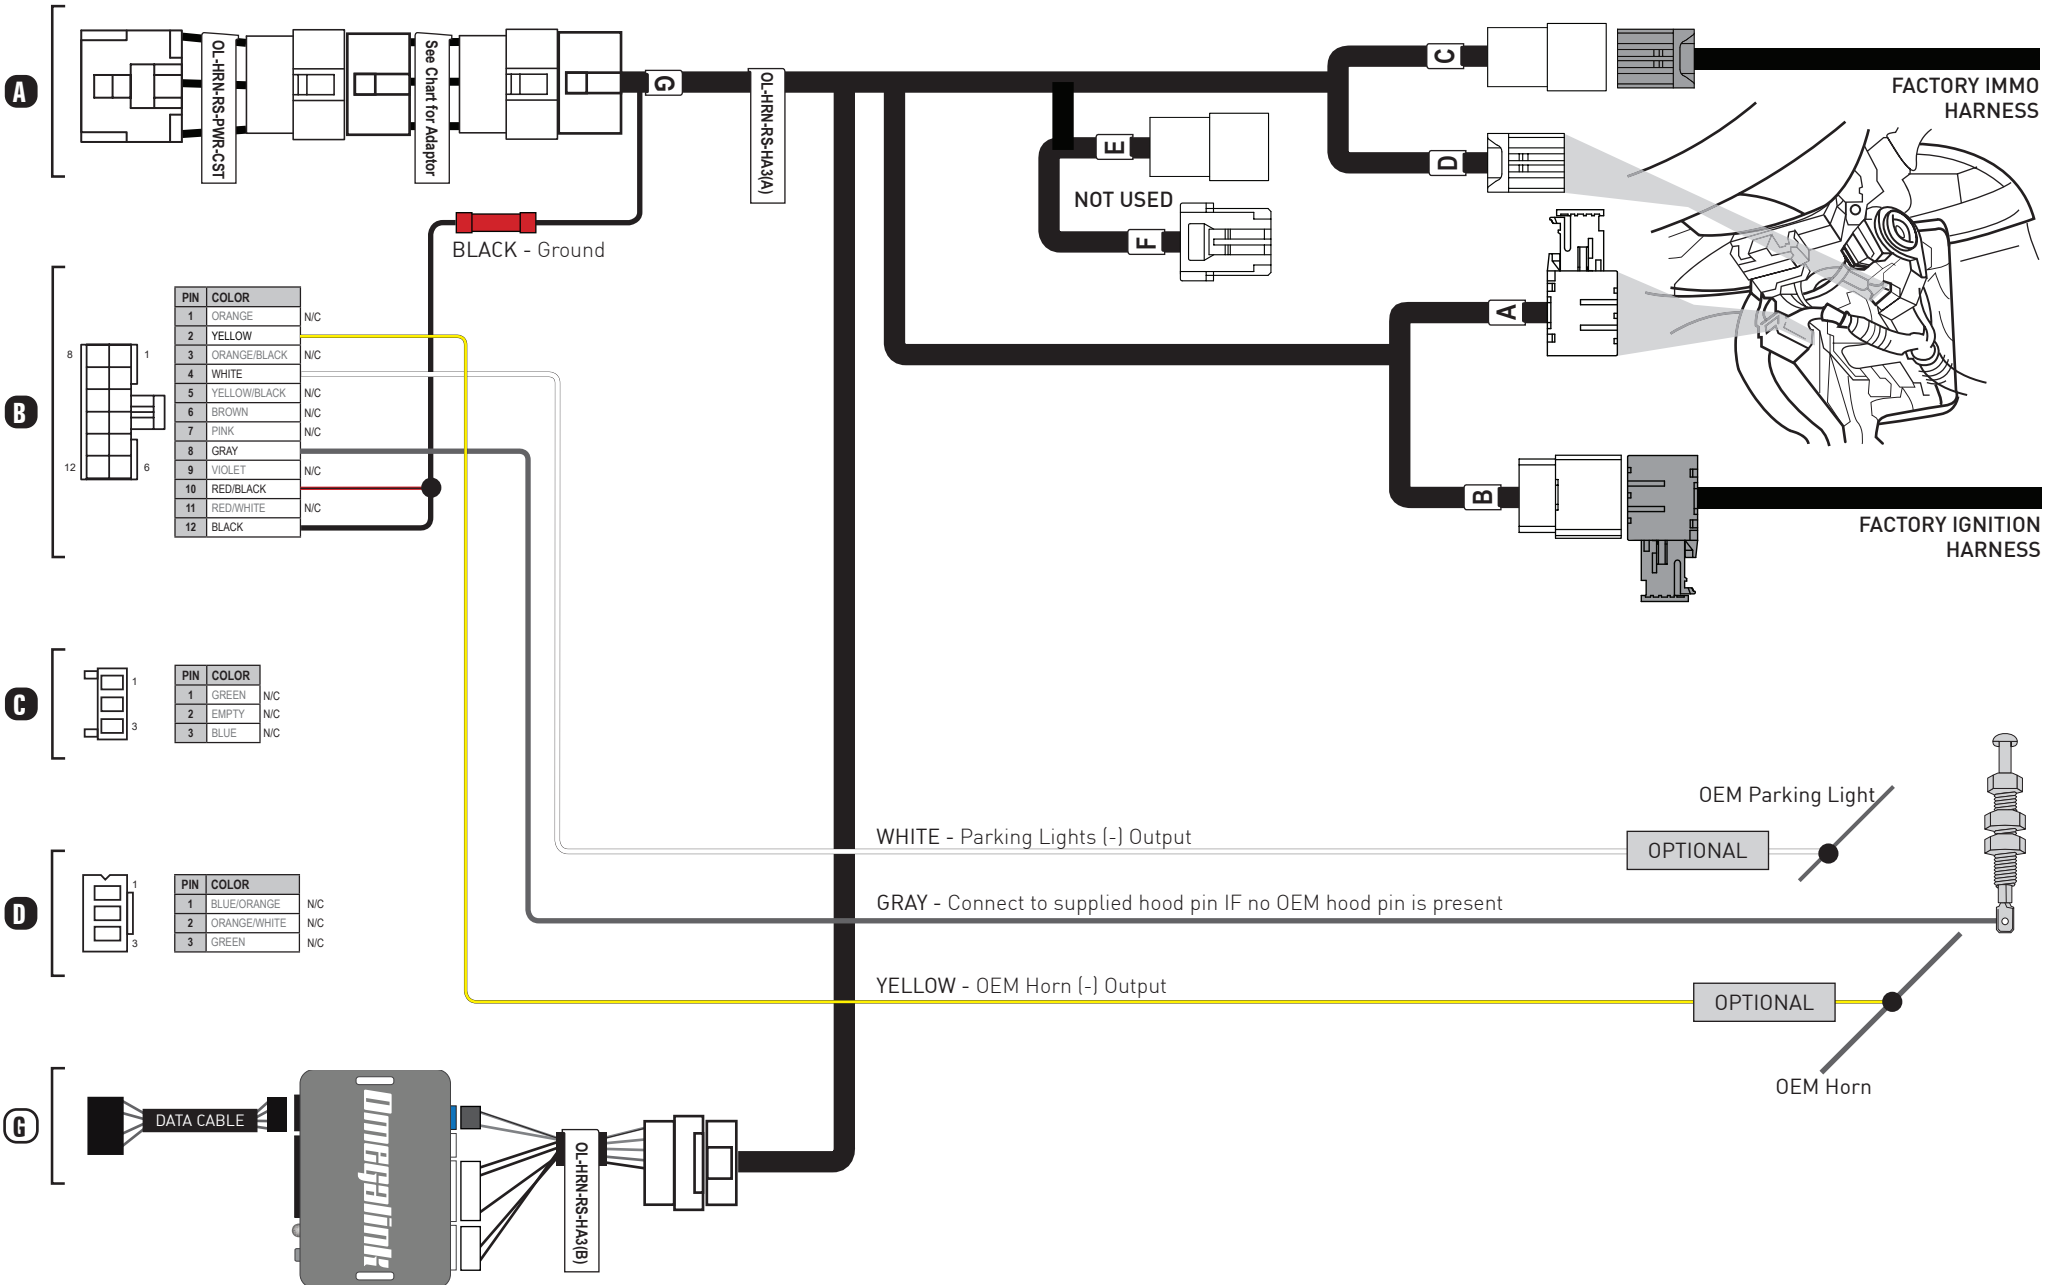 A
OL-HRN-RS-PWR-CST
See Chart for Adaptor
G
OL-HRN-RS-HA3(A)
C
FACTORY IMMO
HARNESS
D
E
NOT USED
F
BLACK - Ground
A
B
FACTORY IGNITION
HARNESS
B
8 1
12 6
PIN COLOR
1 ORANGE N/C
2 YELLOW
3 ORANGE/BLACK N/C
4 WHITE
5 YELLOW/BLACK N/C
6 BROWN N/C
7 PINK N/C
8 GRAY
9 VIOLET N/C
10 RED/BLACK
11 RED/WHITE N/C
12 BLACK
C
1
3
PIN COLOR
1 GREEN N/C
2 EMPTY N/C
3 BLUE N/C
OEM Parking Light
WHITE - Parking Lights (-) Output
OPTIONAL
D
1
3
PIN COLOR
1 BLUE/ORANGE N/C
2 ORANGE/WHITE N/C
3 GREEN N/C
GRAY - Connect to supplied hood pin IF no OEM hood pin is present
YELLOW - OEM Horn (-) Output
OPTIONAL
OEM Horn
G
DATA CABLE
Omegalink
OL-HRN-RS-HA3(B)